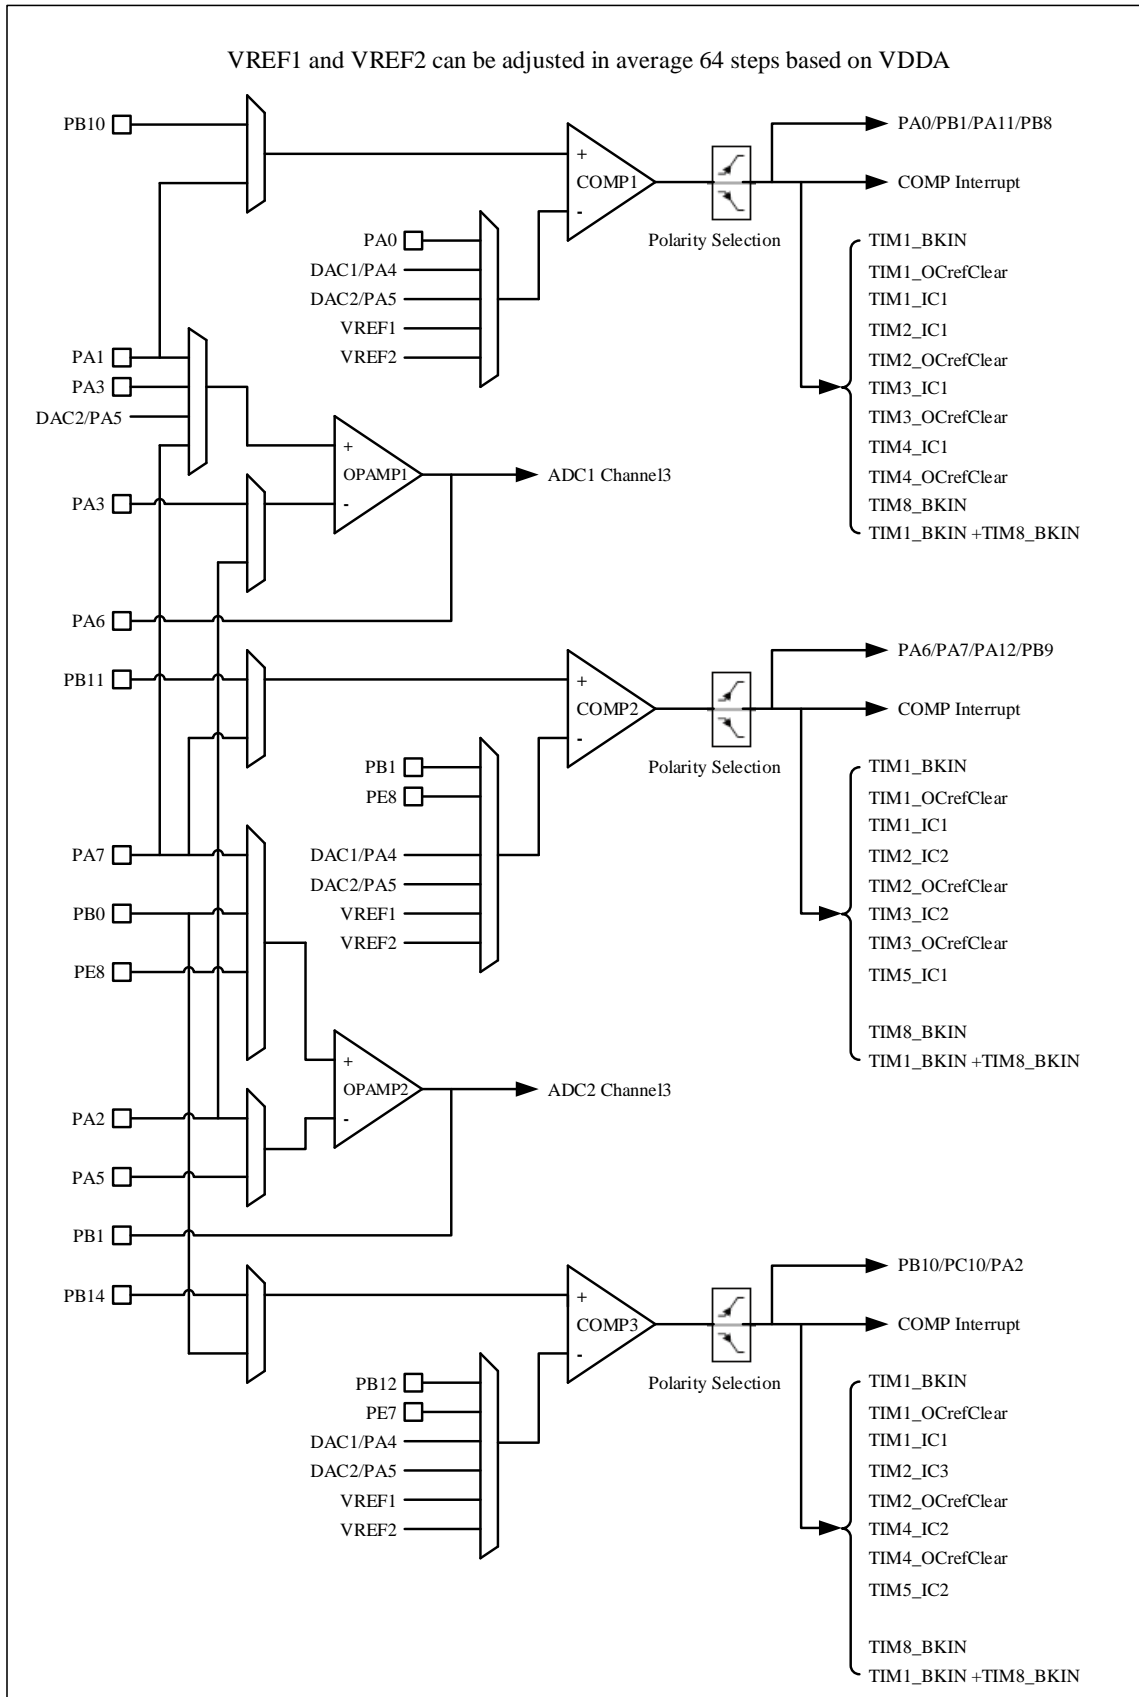 VREF1 and VREF2 can be adjusted in average 64 steps based on VDDA
PB10
+
COMP1
-
PA0/PB1/PA11/PB8
COMP Interrupt
Polarity Selection
PA0
DAC1/PA4
DAC2/PA5
VREF1
VREF2
TIM1_BKIN
TIM1_OCrefClear
TIM1_IC1
TIM2_IC1
TIM2_OCrefClear
TIM3_IC1
TIM3_OCrefClear
TIM4_IC1
TIM4_OCrefClear
TIM8_BKIN
TIM1_BKIN +TIM8_BKIN
PA1
PA3
DAC2/PA5
+
OPAMP1
-
ADC1 Channel3
PA3
PA6
PB11
+
COMP2
-
PA6/PA7/PA12/PB9
COMP Interrupt
Polarity Selection
PB1
PE8
DAC1/PA4
DAC2/PA5
VREF1
VREF2
TIM1_BKIN
TIM1_OCrefClear
TIM1_IC1
TIM2_IC2
TIM2_OCrefClear
TIM3_IC2
TIM3_OCrefClear
TIM5_IC1
TIM8_BKIN
TIM1_BKIN +TIM8_BKIN
PA7
PB0
PE8
+
OPAMP2
-
ADC2 Channel3
PA2
PA5
PB1
PB14
+
COMP3
-
PB10/PC10/PA2
COMP Interrupt
Polarity Selection
PB12
PE7
DAC1/PA4
DAC2/PA5
VREF1
VREF2
TIM1_BKIN
TIM1_OCrefClear
TIM1_IC1
TIM2_IC3
TIM2_OCrefClear
TIM4_IC2
TIM4_OCrefClear
TIM5_IC2
TIM8_BKIN
TIM1_BKIN +TIM8_BKIN